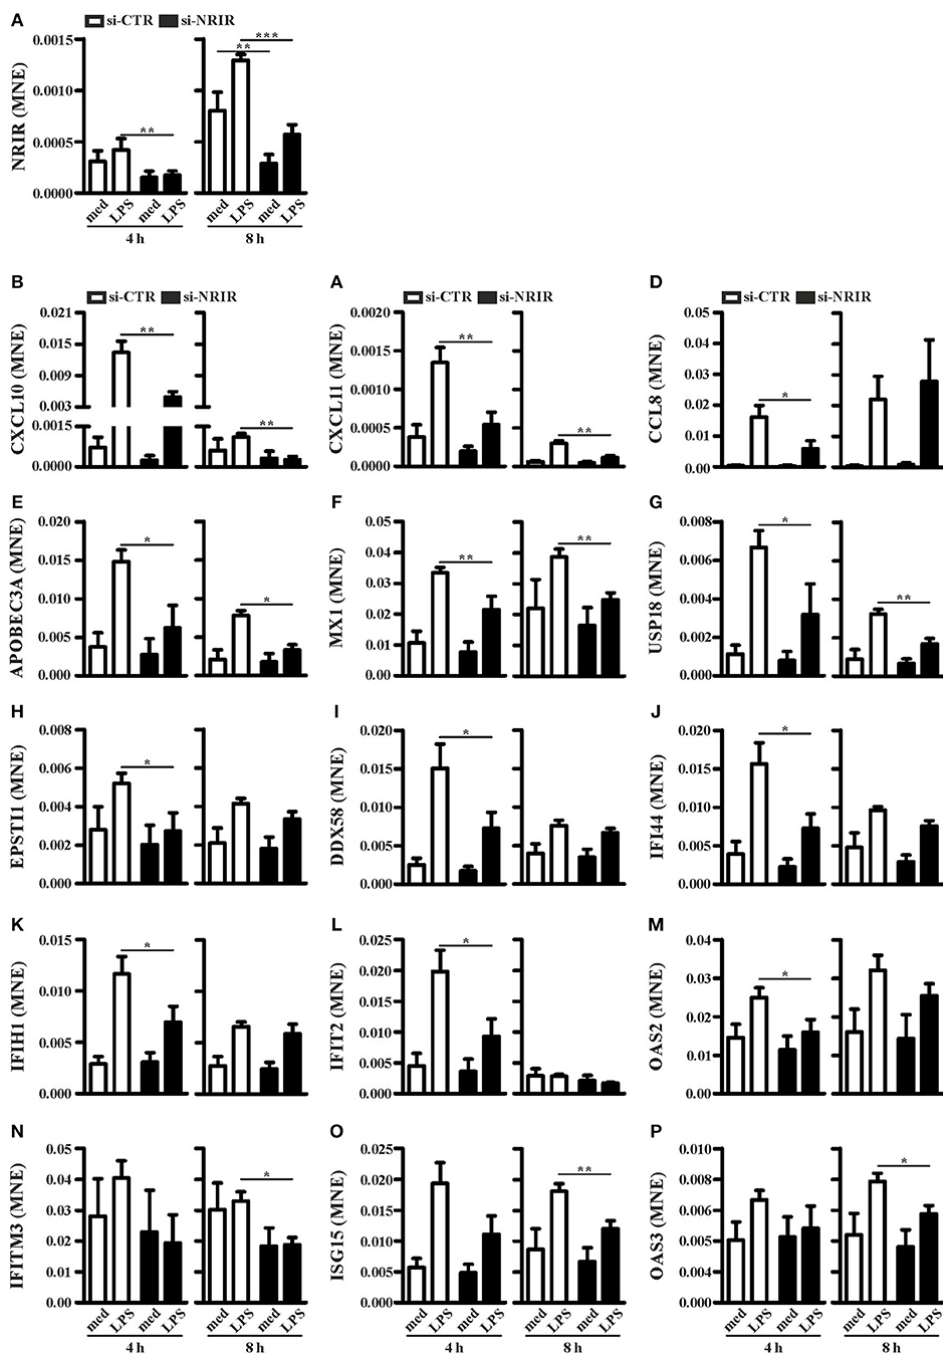 A
si-CTR si-NRIR
NRIR (MNE)
0.0015
0.0010
0.0005
0.0000
**
** ***
med LPS med LPS
4 h
med LPS med LPS
8 h
B
si-CTR si-NRIR
CXCL10 (MNE)
0.021
0.015
0.009
0.003
0.0015
0.0000
**
**
A
si-CTR si-NRIR
CXCL11 (MNE)
0.0020
0.0015
0.0010
0.0005
0.0000
**
**
D
si-CTR si-NRIR
CCL8 (MNE)
0.05
0.04
0.03
0.02
0.01
0.00
*
E
APOBEC3A (MNE)
0.020
0.015
0.010
0.005
0.000
*
*
F
MX1 (MNE)
0.05
0.04
0.03
0.02
0.01
0.00
**
**
G
USP18 (MNE)
0.008
0.006
0.004
0.002
0.000
*
**
H
EPSTI1 (MNE)
0.008
0.006
0.004
0.002
0.000
*
I
DDX58 (MNE)
0.020
0.015
0.010
0.005
0.000
*
J
IFI44 (MNE)
0.020
0.015
0.010
0.005
0.000
*
K
IFIH1 (MNE)
0.015
0.010
0.005
0.000
*
L
IFIT2 (MNE)
0.025
0.020
0.015
0.010
0.005
0.000
*
M
OAS2 (MNE)
0.04
0.03
0.02
0.01
0.00
*
N
IFITM3 (MNE)
0.05
0.04
0.03
0.02
0.01
0.00
*
med LPS med LPS
4 h
med LPS med LPS
8 h
O
ISG15 (MNE)
0.025
0.020
0.015
0.010
0.005
0.000
**
med LPS med LPS
4 h
med LPS med LPS
8 h
P
OAS3 (MNE)
0.010
0.006
0.002
0.000
*
med LPS med LPS
4 h
med LPS med LPS
8 h